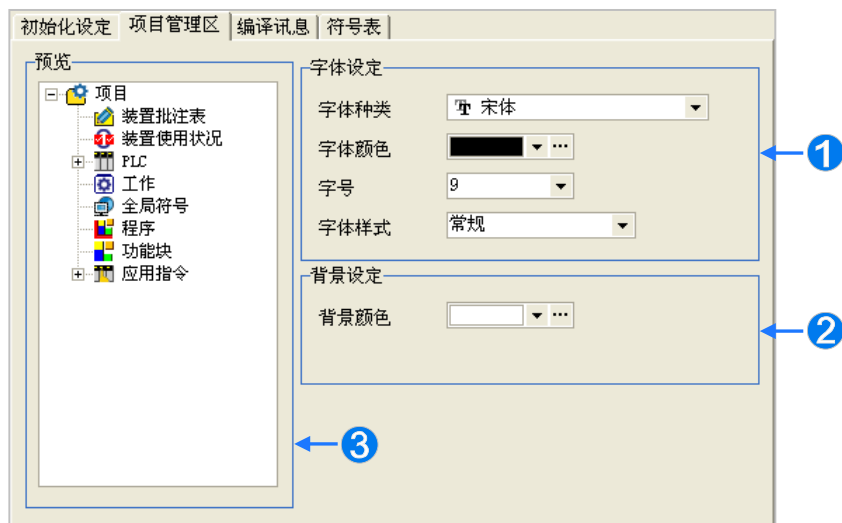 初始化设定 项目管理区 编译讯息 符号表
预览
项目
装置批注表
装置使用状况
PLC
工作
全局符号
程序
功能块
应用指令
字体设定
字体种类 宋体
字体颜色
字号 9
字体样式 常规
背景设定
背景颜色
1
2
3